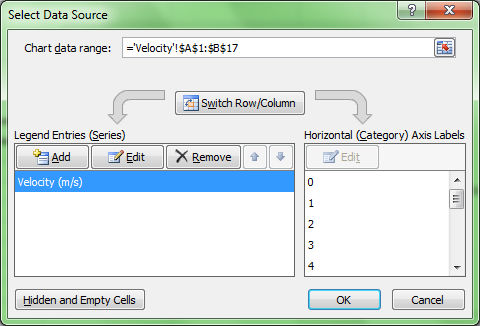 Select Data Source
Chart data range:
='Velocity'!$A$1:$B$17
Switch Row/Column
Legend Entries (Series)
Add
Edit
Remove
Velocity (m/s)
Horizontal (Category) Axis Labels
Edit
0
1
2
3
4
Hidden and Empty Cells
OK
Cancel